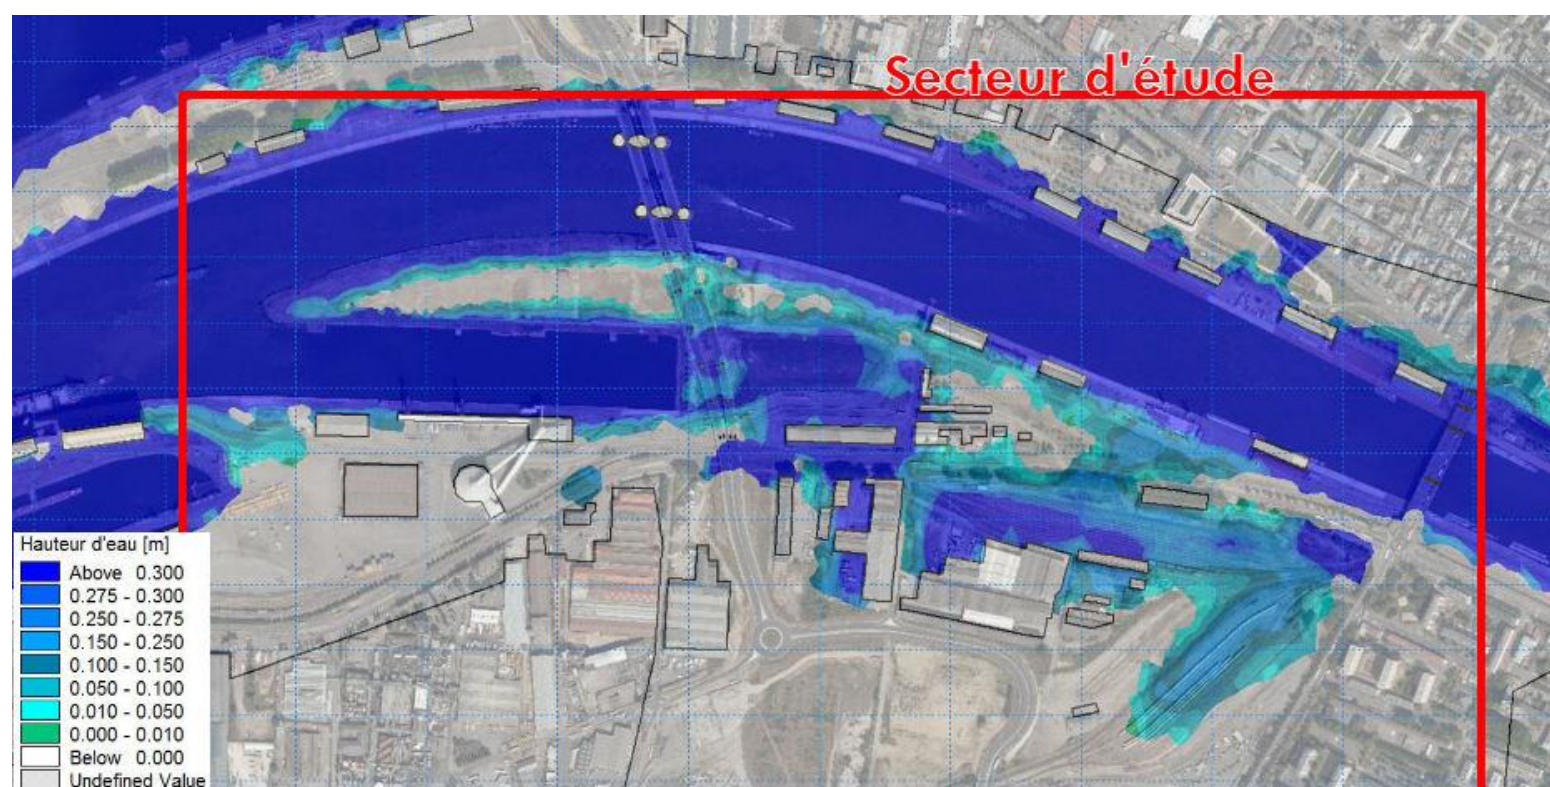 Secteur d'étude
Hauteur d'eau [m]
Above 0.300
0.275 - 0.300
0.250 - 0.275
0.150 - 0.250
0.100 - 0.150
0.050 - 0.100
0.010 - 0.050
0.000 - 0.010
Below 0.000
Undefined Value